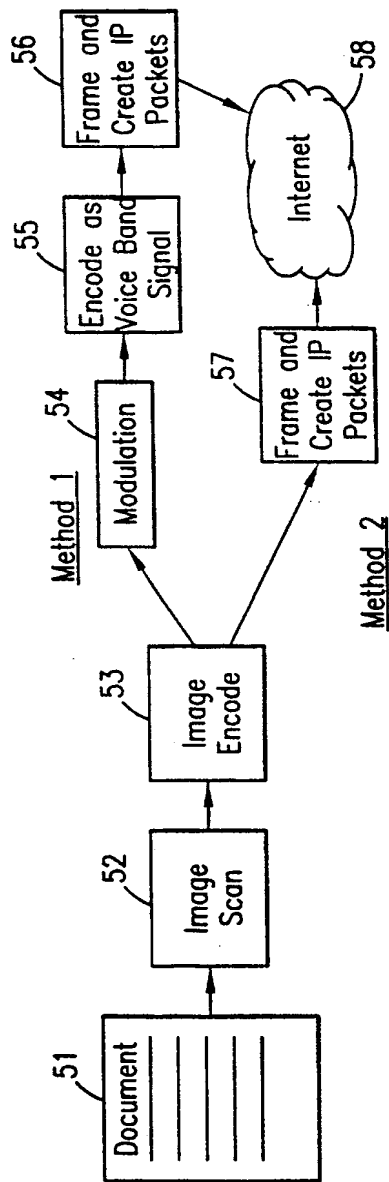 51
Document
52
Image
Scan
53
Image
Encode
Method 1
54
Modulation
55
Encode as
Voice Band
Signal
56
Frame and
Create IP
Packets
Method 2
57
Frame and
Create IP
Packets
58
Internet